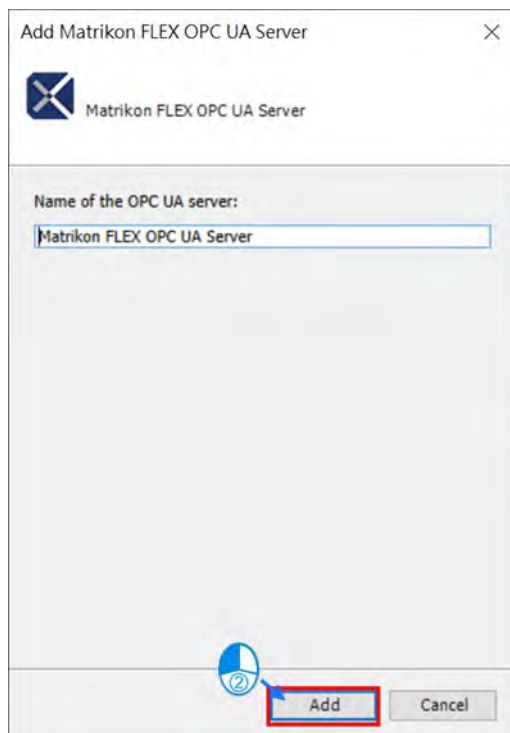 Add Matrikon FLEX OPC UA Server
Matrikon FLEX OPC UA Server
Name of the OPC UA server:
Matrikon FLEX OPC UA Server
②
Add Cancel